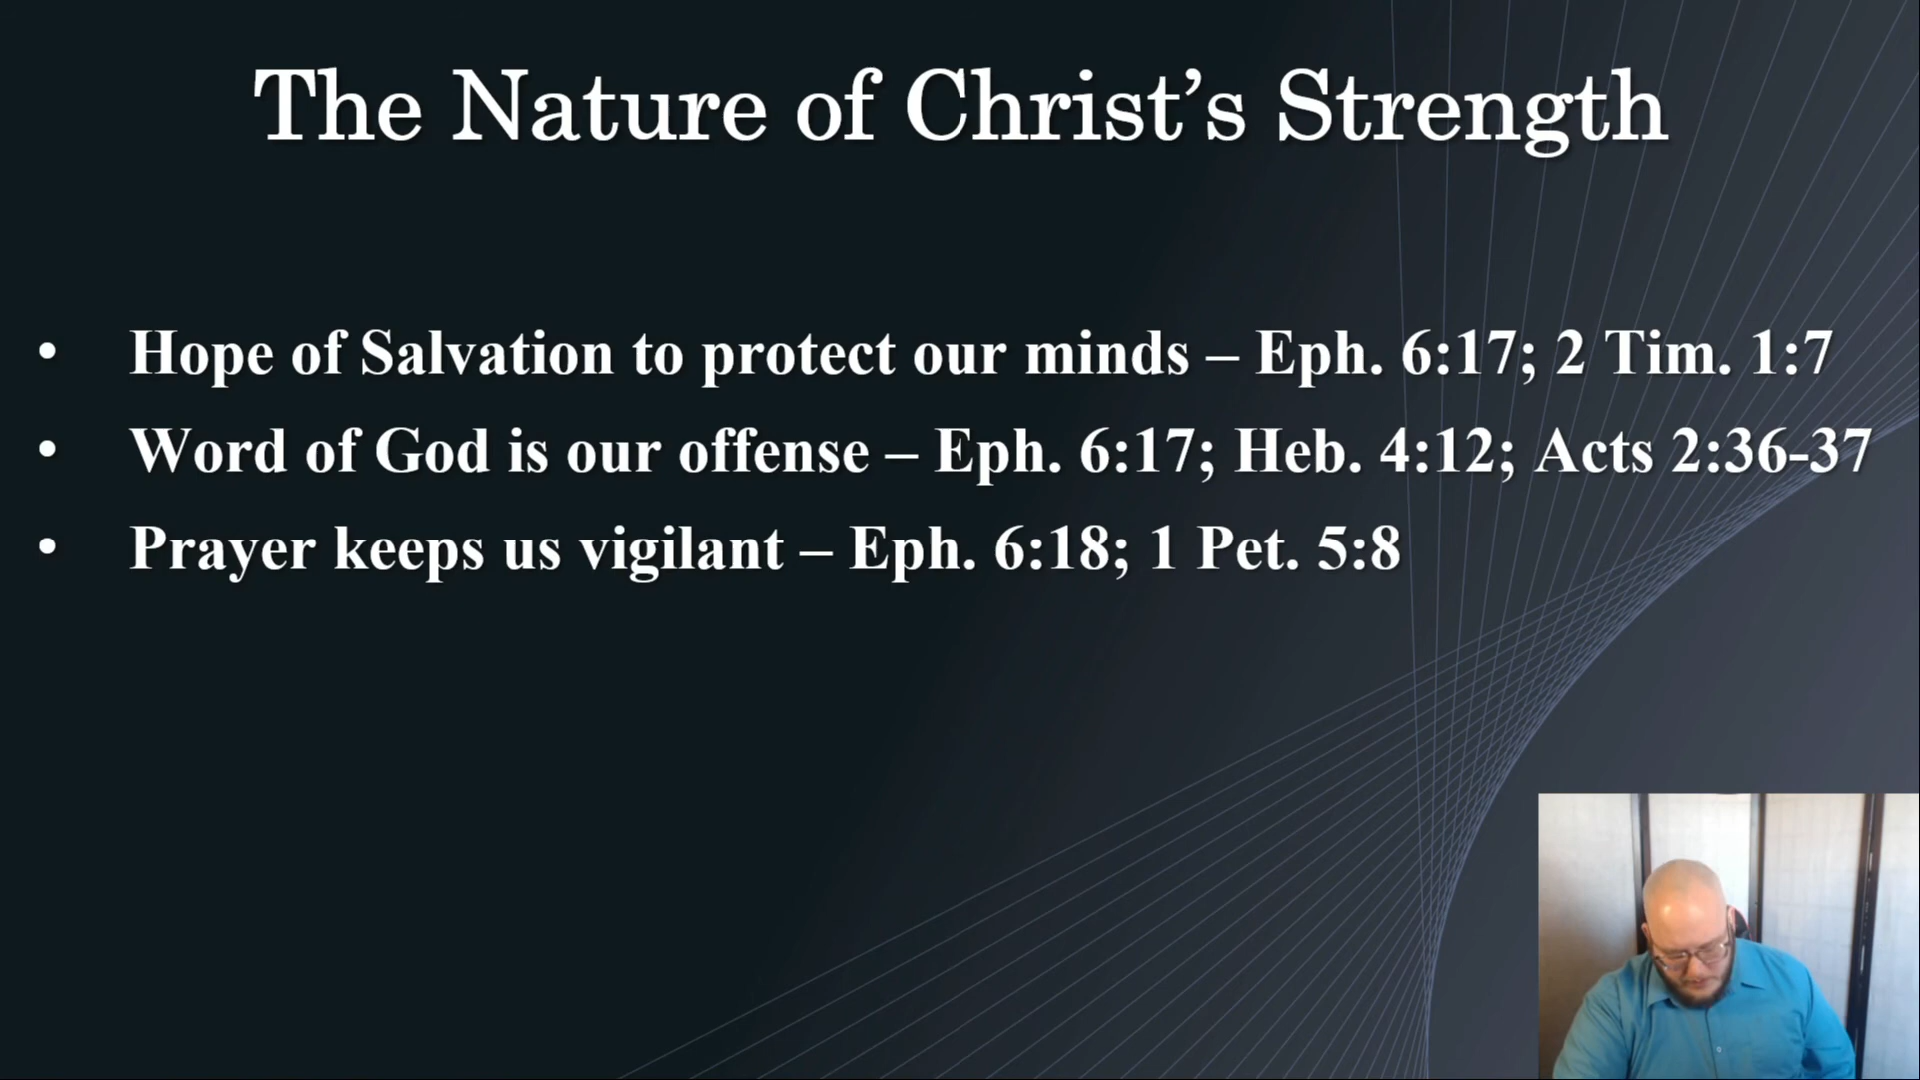 The Nature of Christ’s Strength
• Hope of Salvation to protect our minds – Eph. 6:17; 2 Tim. 1:7
• Word of God is our offense – Eph. 6:17; Heb. 4:12; Acts 2:36-37
• Prayer keeps us vigilant – Eph. 6:18; 1 Pet. 5:8